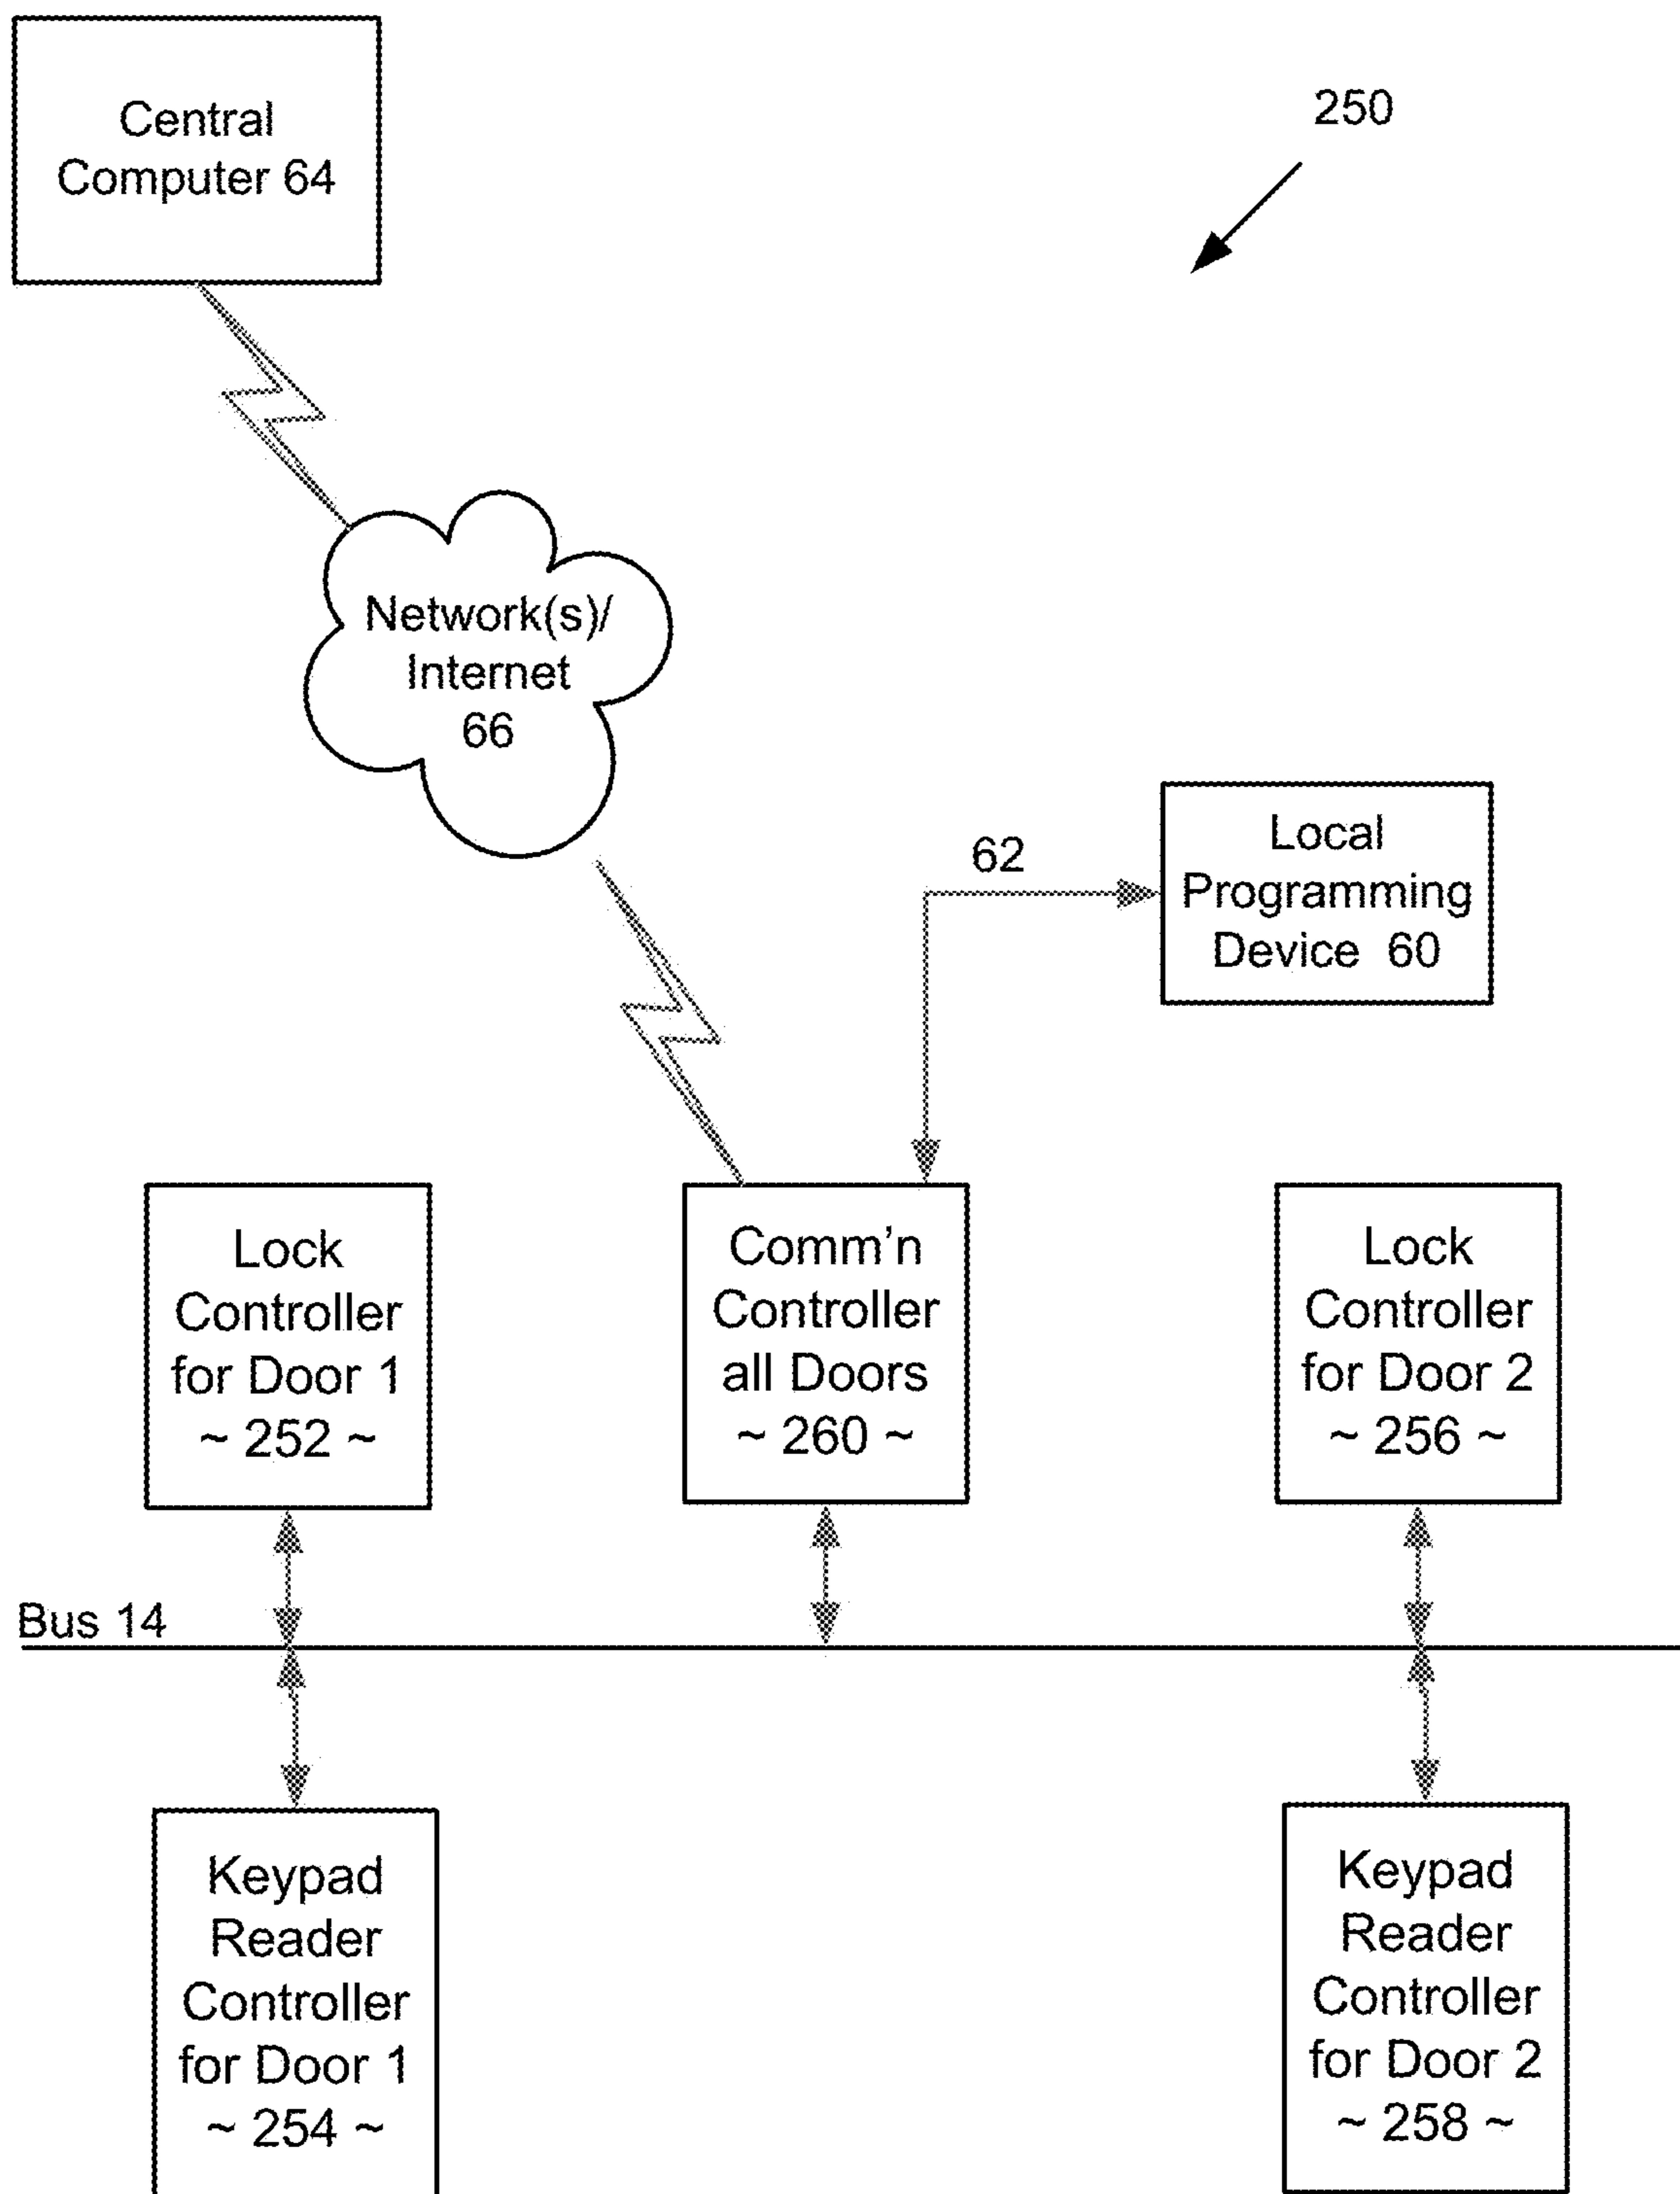 Central
Computer 64
250
Network(s)/
Internet
66
62
Local
Programming
Device 60
Lock
Controller
for Door 1
~ 252 ~
Comm'n
Controller
all Doors
~ 260 ~
Lock
Controller
for Door 2
~ 256 ~
Bus 14
Keypad
Reader
Controller
for Door 1
~ 254 ~
Keypad
Reader
Controller
for Door 2
~ 258 ~